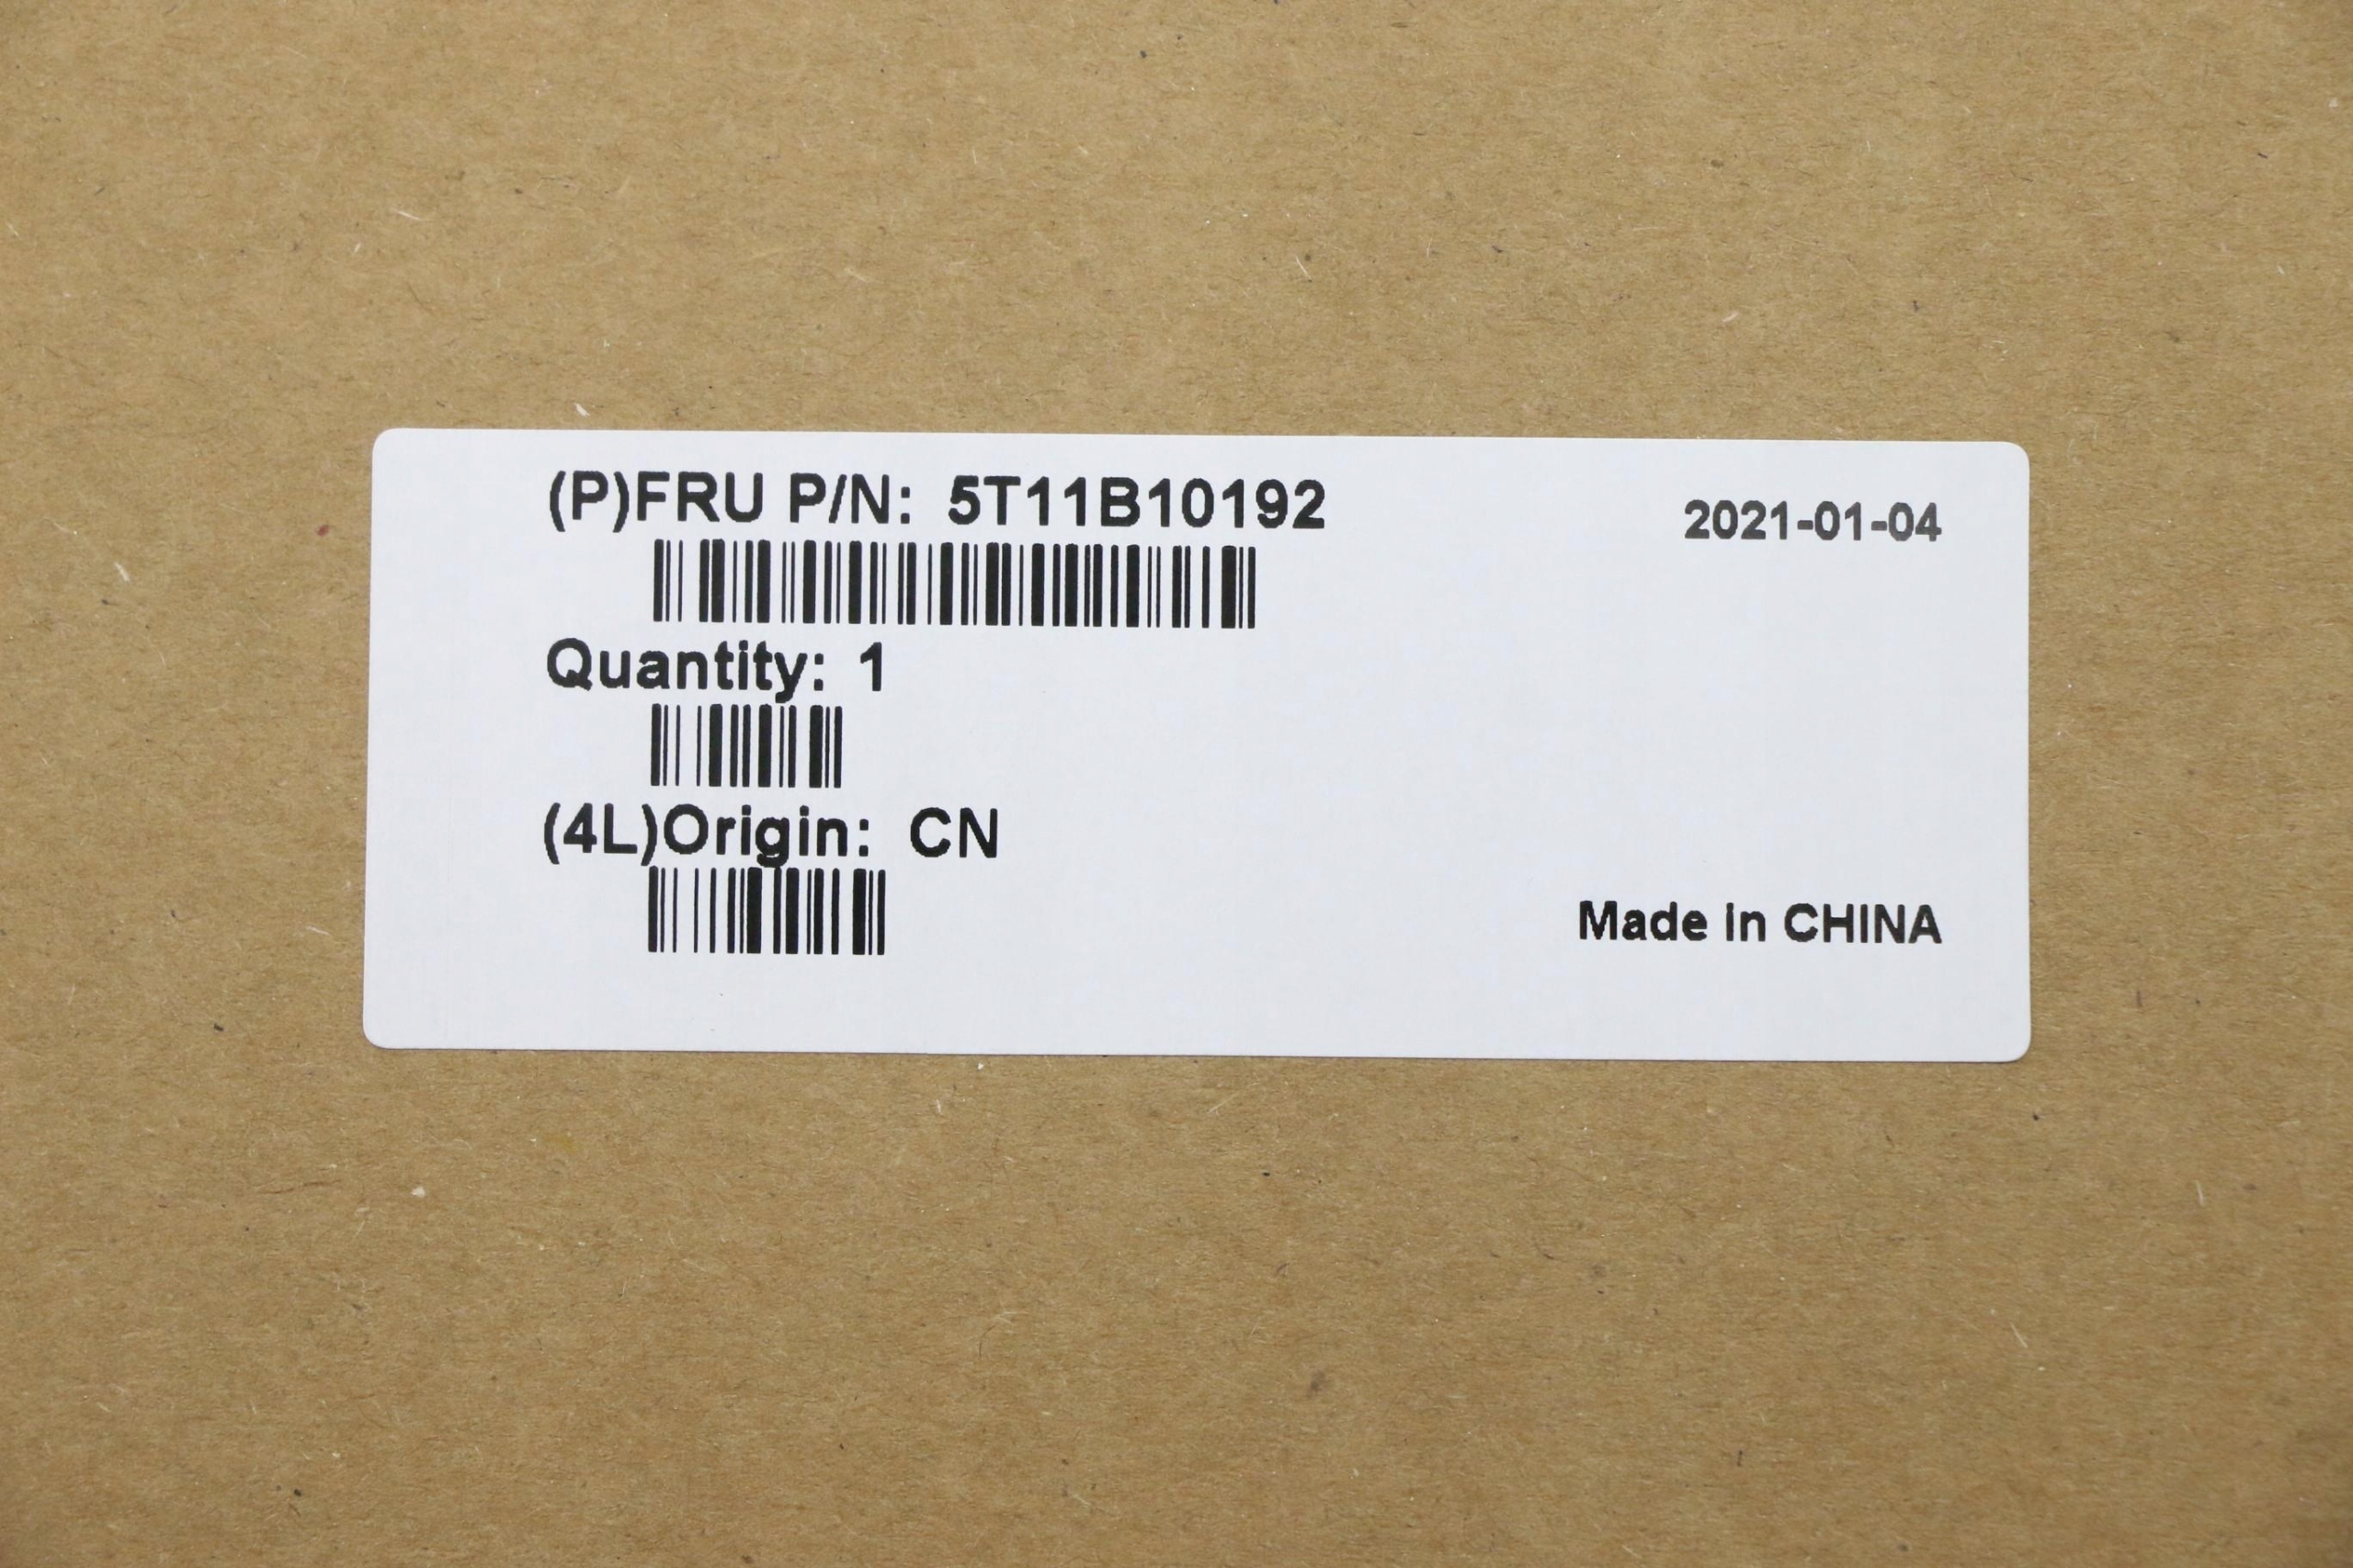 (P)FRU P/N: 5T11B10192
2021-01-04
Quantity: 1
(4L)Origin: CN
Made in CHINA